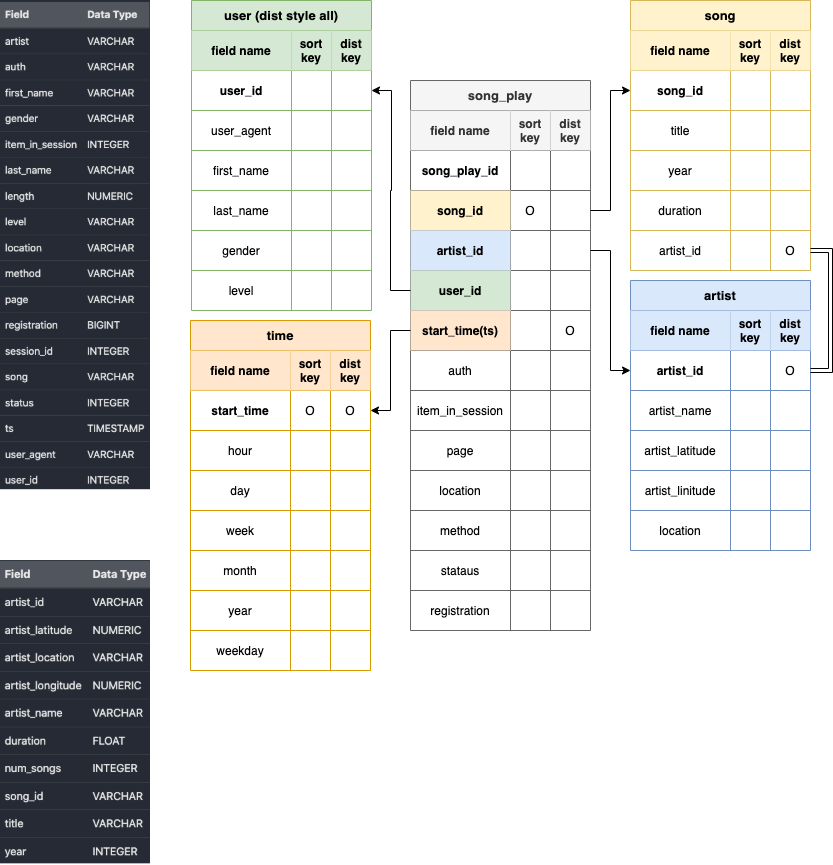 Field Data Type
artist VARCHAR
auth VARCHAR
first_name VARCHAR
gender VARCHAR
item_in_session INTEGER
last_name VARCHAR
length NUMERIC
level VARCHAR
location VARCHAR
method VARCHAR
page VARCHAR
registration BIGINT
session_id INTEGER
song VARCHAR
status INTEGER
ts TIMESTAMP
user_agent VARCHAR
user_id INTEGER
Field Data Type
artist_id VARCHAR
artist_latitude NUMERIC
artist_location VARCHAR
artist_longitude NUMERIC
artist_name VARCHAR
duration FLOAT
num_songs INTEGER
song_id VARCHAR
title VARCHAR
year INTEGER
user (dist style all)
field name sort key dist key
user_id
user_agent
first_name
last_name
gender
level
time
field name sort key dist key
start_time O O
hour
day
week
month
year
weekday
song_play
field name sort key dist key
song_play_id
song_id O
artist_id
user_id
start_time(ts) O
auth
item_in_session
page
location
method
stataus
registration
song
field name sort key dist key
song_id
title
year
duration
artist_id O
artist
field name sort key dist key
artist_id O
artist_name
artist_latitude
artist_linitude
location